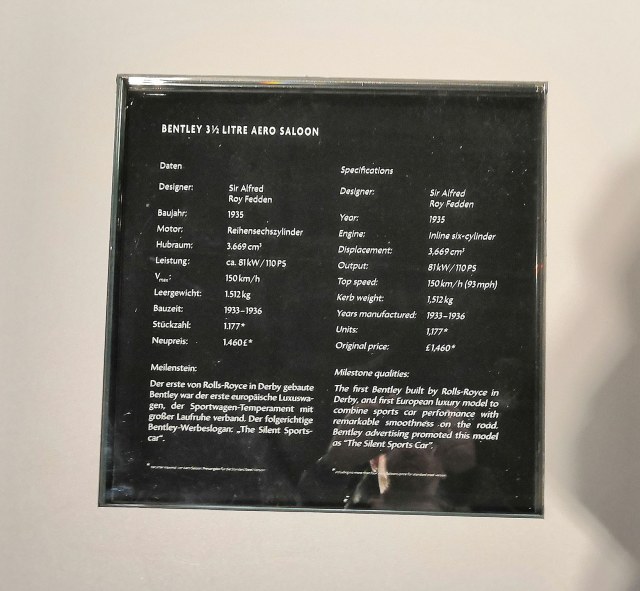 BENTLEY 3½ LITRE AERO SALOON
Daten
Designer: Sir Alfred
Roy Fedden
Baujahr: 1935
Motor: Reihensechszylinder
Hubraum: 3.669 cm³
Leistung: ca. 81 kW / 110 PS
Vmax: 150 km/h
Leergewicht: 1.512 kg
Bauzeit: 1933–1936
Stückzahl: 1.177*
Neupreis: 1.460 £*
Meilenstein:
Der erste von Rolls-Royce in Derby gebaute
Bentley war der erste europäische Luxuswa-
gen, der Sportwagen-Temperament mit
großer Laufruhe verband. Der folgerichtige
Bentley-Werbeslogan: „The Silent Sports-
car“.
Specifications
Designer: Sir Alfred
Roy Fedden
Year: 1935
Engine: Inline six-cylinder
Displacement: 3,669 cm³
Output: 81 kW / 110 PS
Top speed: 150 km/h (93 mph)
Kerb weight: 1,512 kg
Years manufactured: 1933–1936
Units: 1,177*
Original price: £1,460*
Milestone qualities:
The first Bentley built by Rolls-Royce in
Derby, and first European luxury model to
combine sports car performance with
remarkable smoothness on the road.
Bentley advertising promoted this model
as “The Silent Sports Car”.